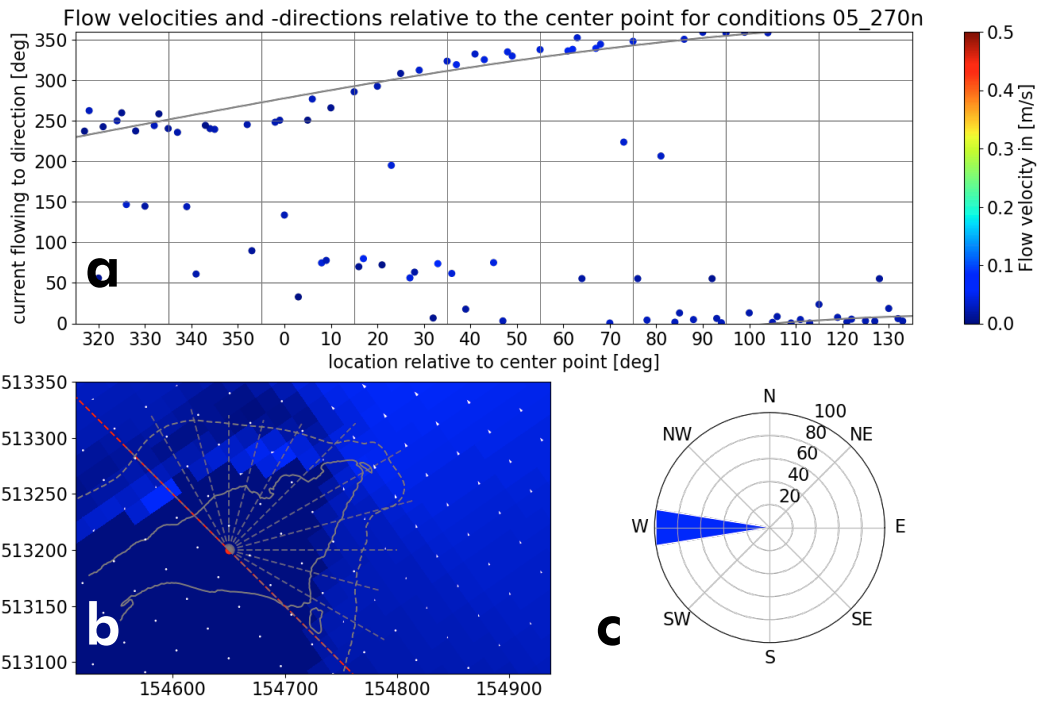 Flow velocities and -directions relative to the center point for conditions 05_270n
current flowing to direction [deg]
350
300
250
200
150
100
50
0
a
320 330 340 350 0 10 20 30 40 50 60 70 80 90 100 110 120 130
location relative to center point [deg]
0.5
0.4
0.3
0.2
0.1
0.0
Flow velocity in [m/s]
513350
513300
513250
513200
513150
513100
b
154600 154700 154800 154900
N
NE
E
SE
S
SW
W
NW
100
80
60
40
20
c